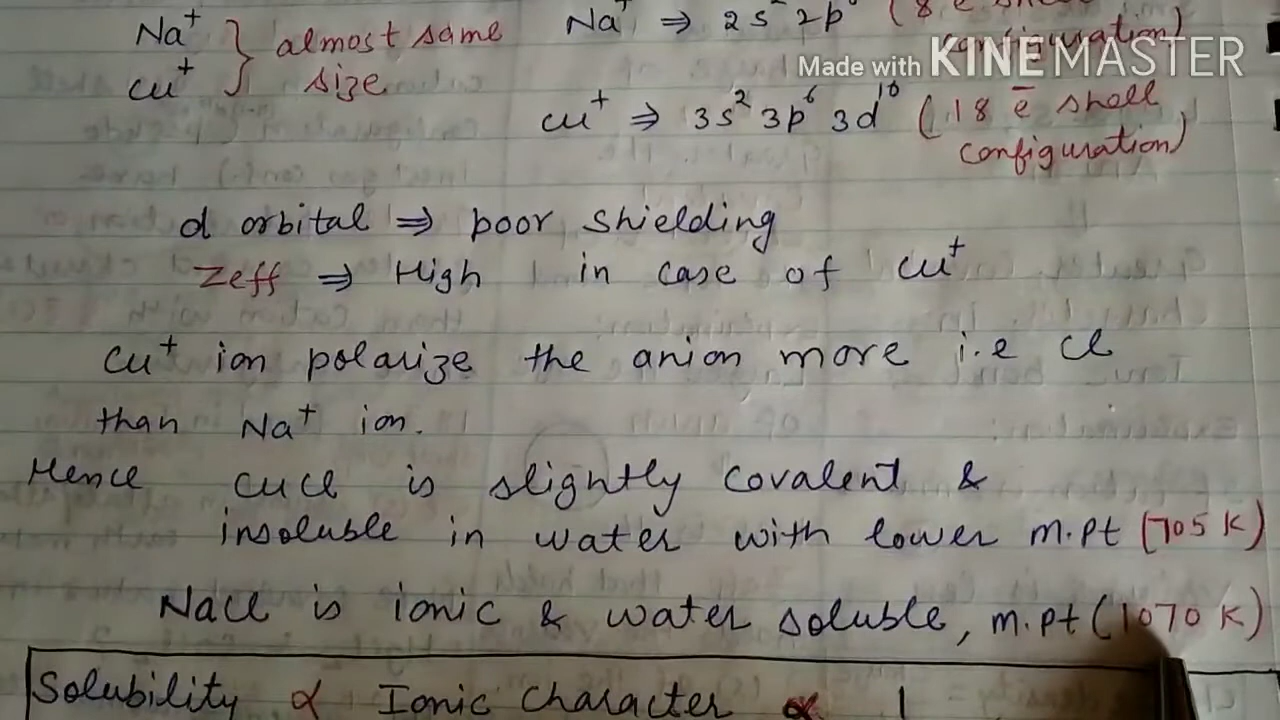 Na⁺ } almost same size
Cu⁺
Na⁺ ⇒ 2s² 2p⁶ (8 e⁻
configuration)
Made with KINEMASTER
Cu⁺ ⇒ 3s² 3p⁶ 3d¹⁰ (18 e⁻ shell
configuration)
d orbital ⇒ poor shielding
Zeff ⇒ High in case of Cu⁺
Cu⁺ ion polarize the anion more i.e Cl
than Na⁺ ion.
Hence CuCl is slightly covalent &
insoluble in water with lower m.pt (705 K)
NaCl is ionic & water soluble, m.pt (1070 K)
Solubility ∝ Ionic Character ∝ 1